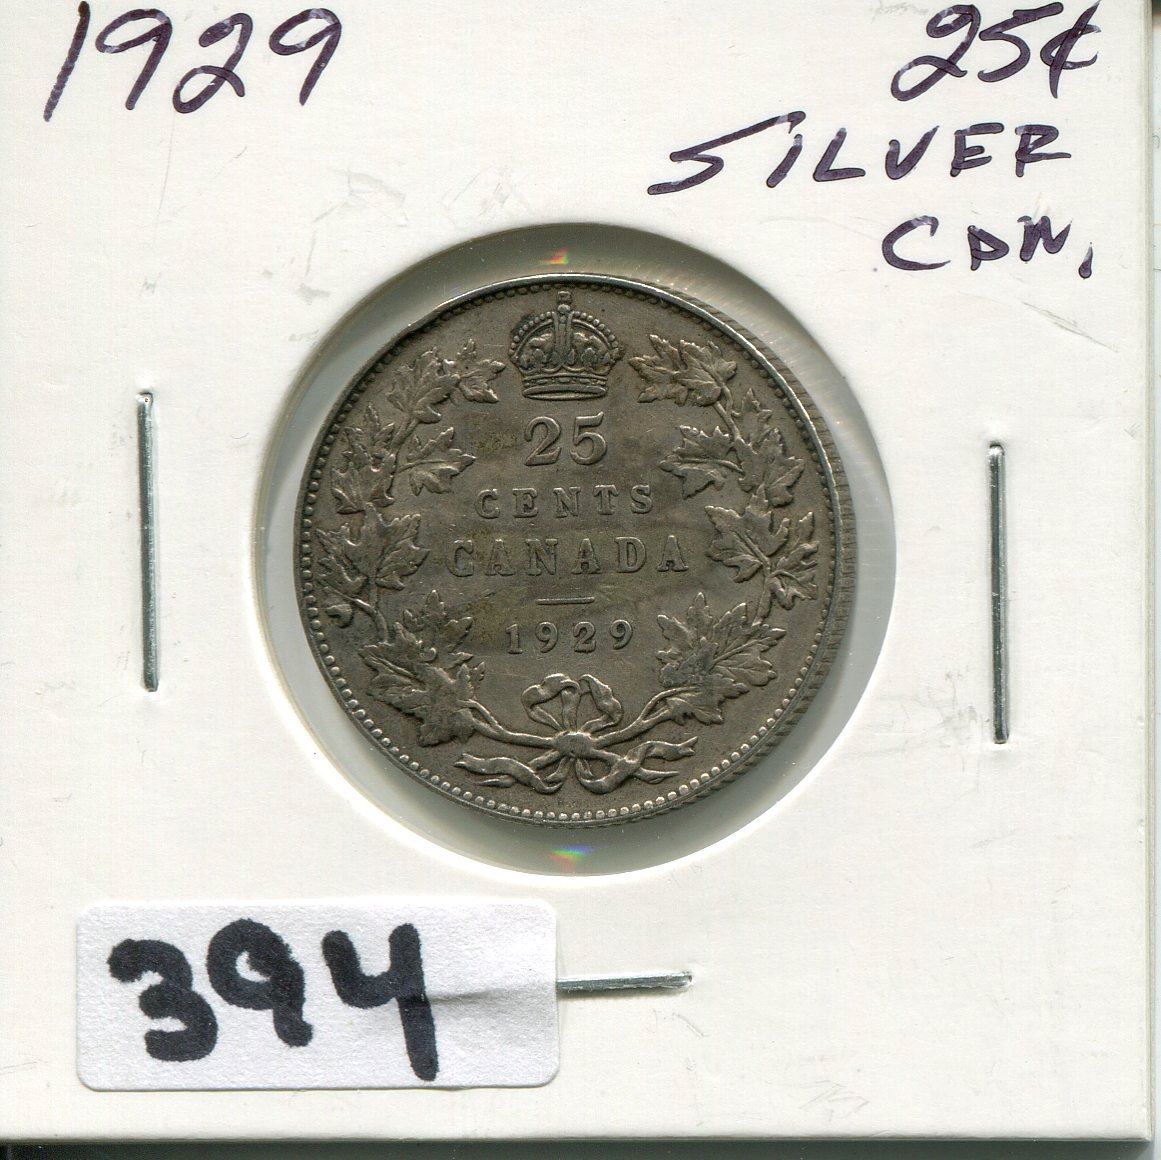 1929
25¢
SILVER
CDN.
25
CENTS
CANADA
1929
394